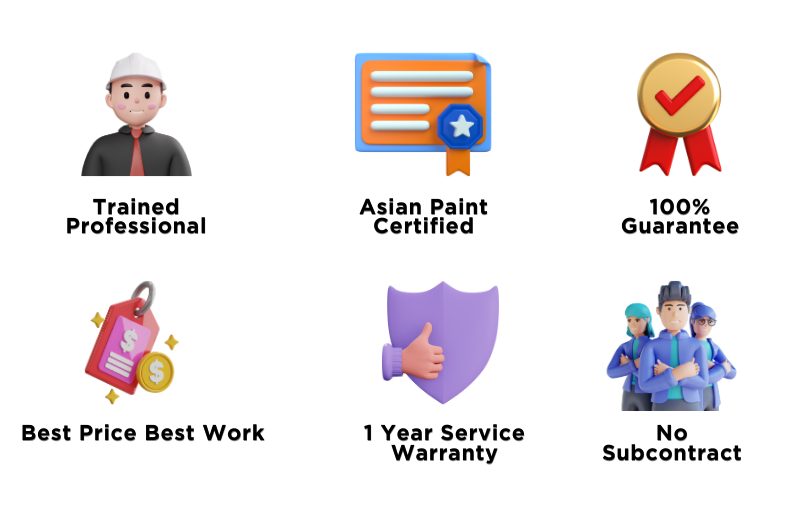 Trained
Professional
Asian Paint
Certified
100%
Guarantee
$
$
Best Price Best Work
1 Year Service
Warranty
No
Subcontract